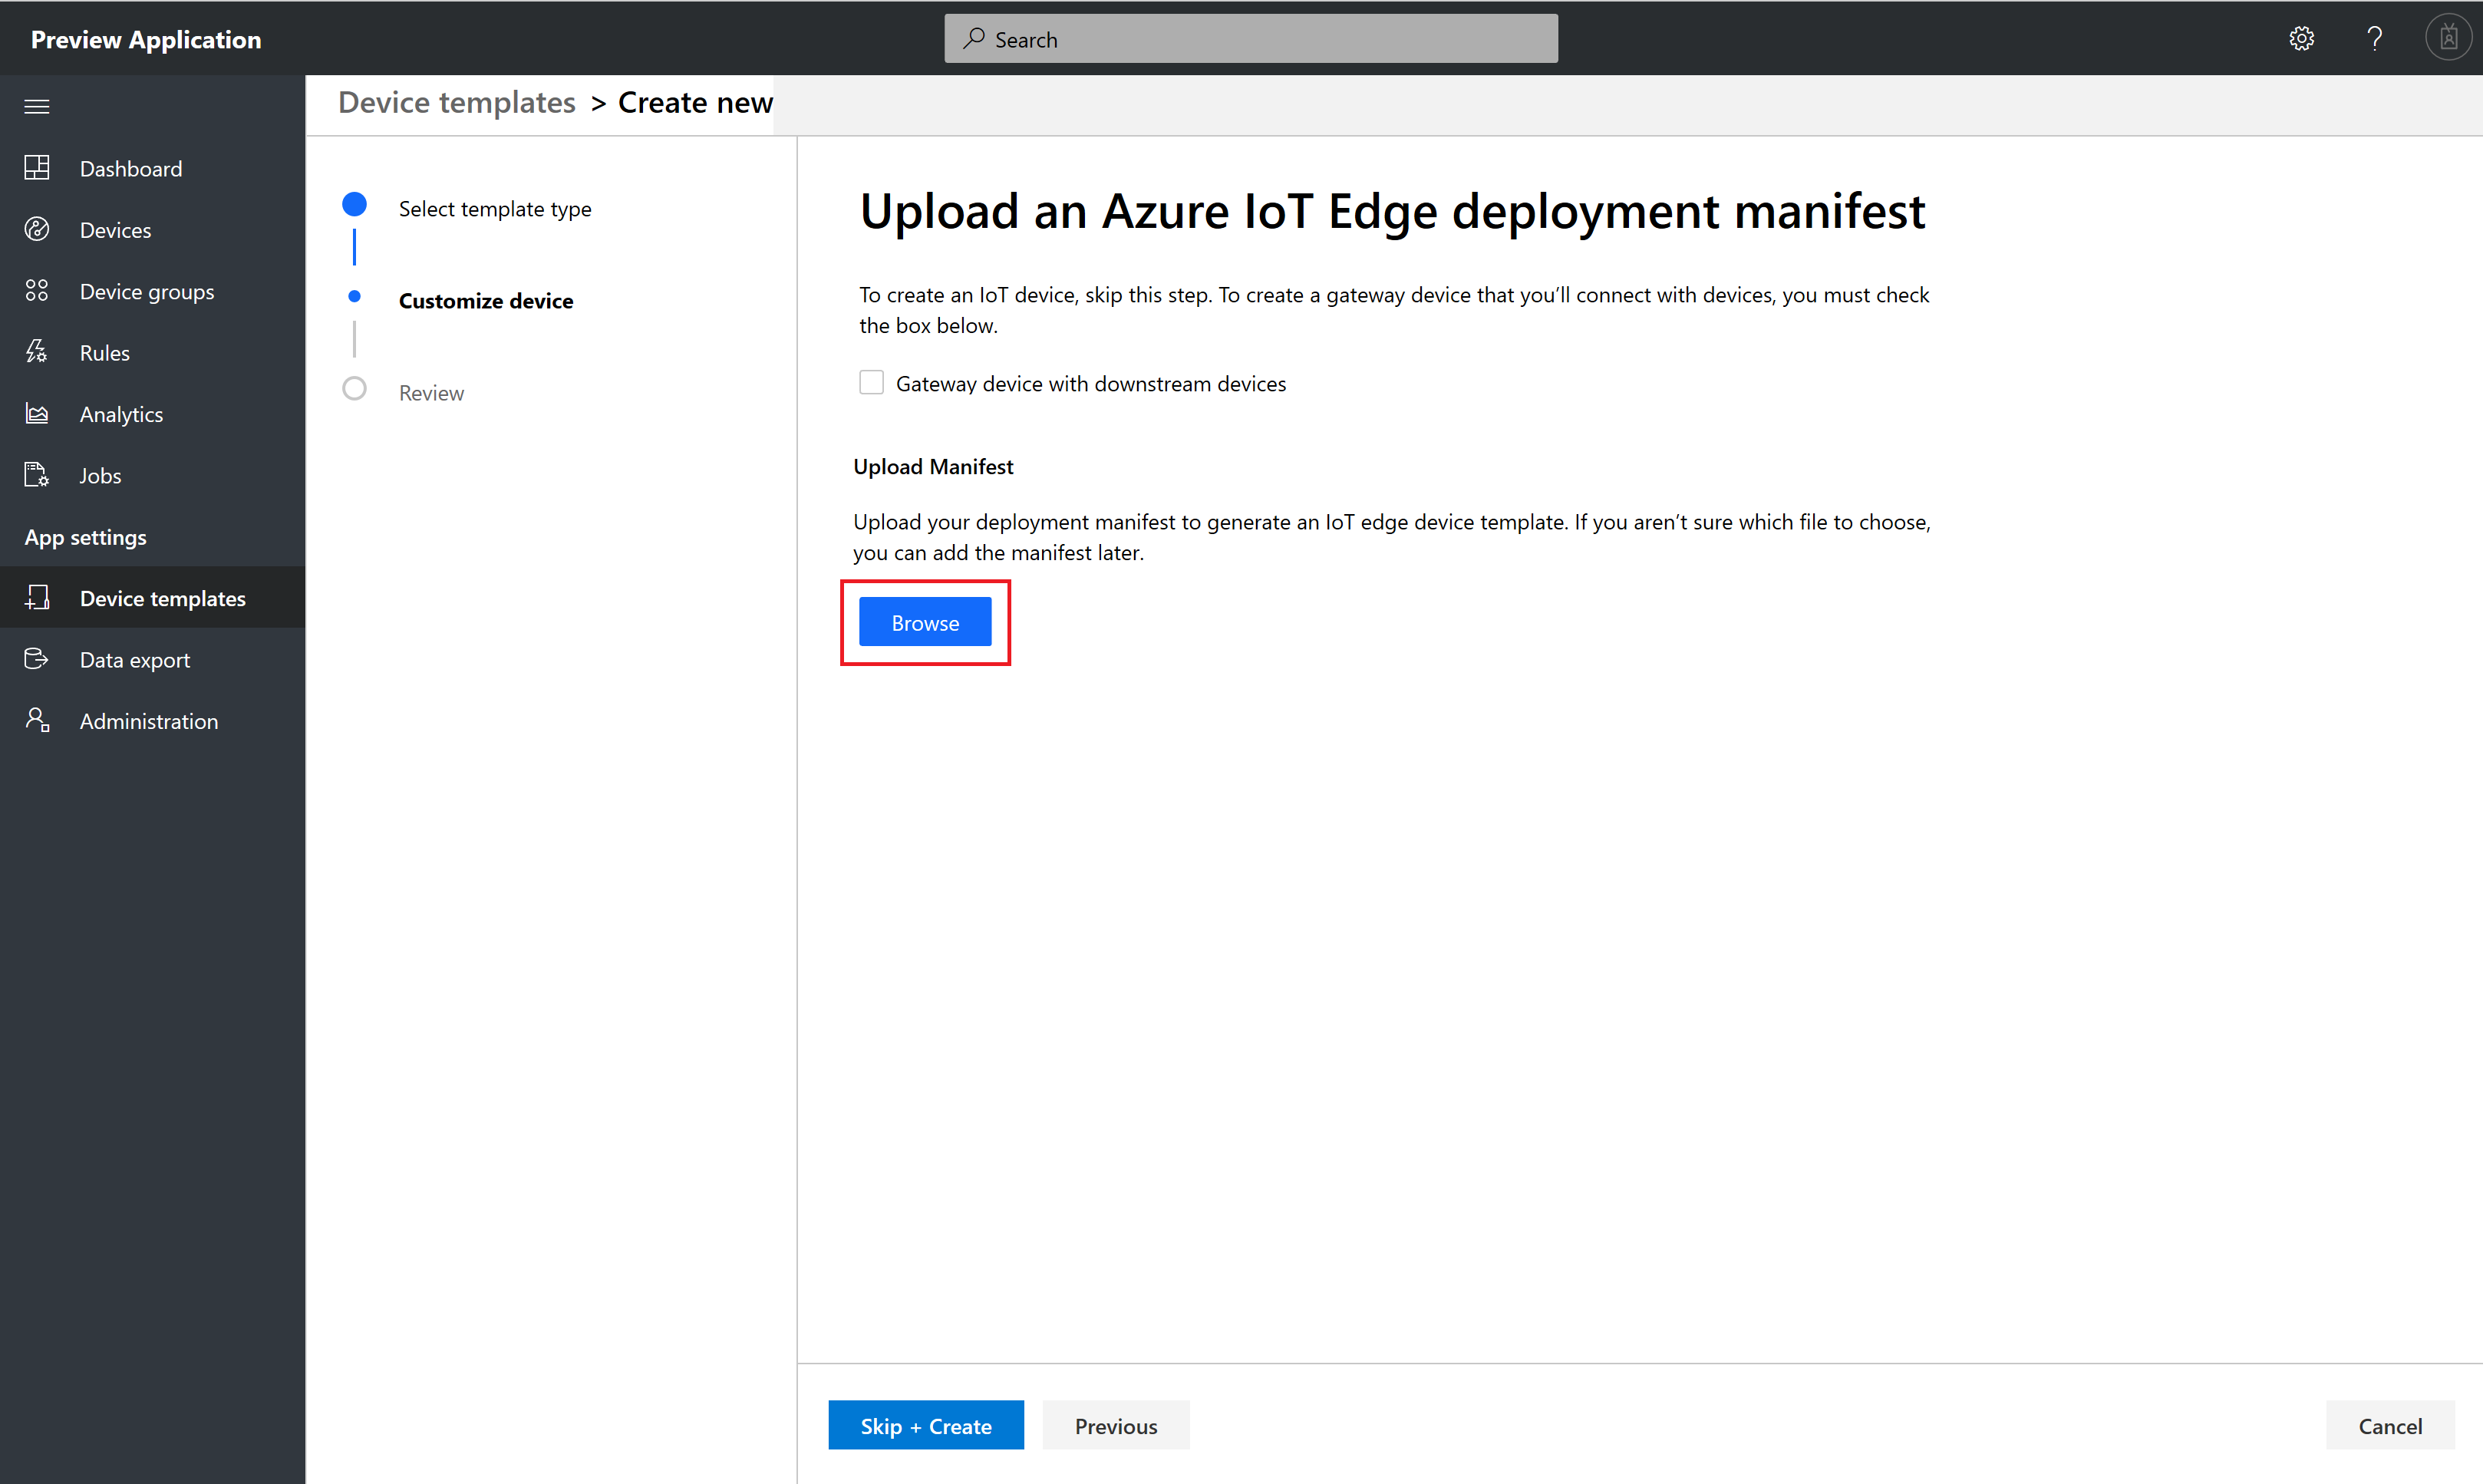 Preview Application
Search
Device templates > Create new
Dashboard
Devices
Device groups
Rules
Analytics
Jobs
App settings
Device templates
Data export
Administration
Select template type
Customize device
Review
Upload an Azure IoT Edge deployment manifest
To create an IoT device, skip this step. To create a gateway device that you’ll connect with devices, you must check
the box below.
Gateway device with downstream devices
Upload Manifest
Upload your deployment manifest to generate an IoT edge device template. If you aren’t sure which file to choose,
you can add the manifest later.
Browse
Skip + Create
Previous
Cancel